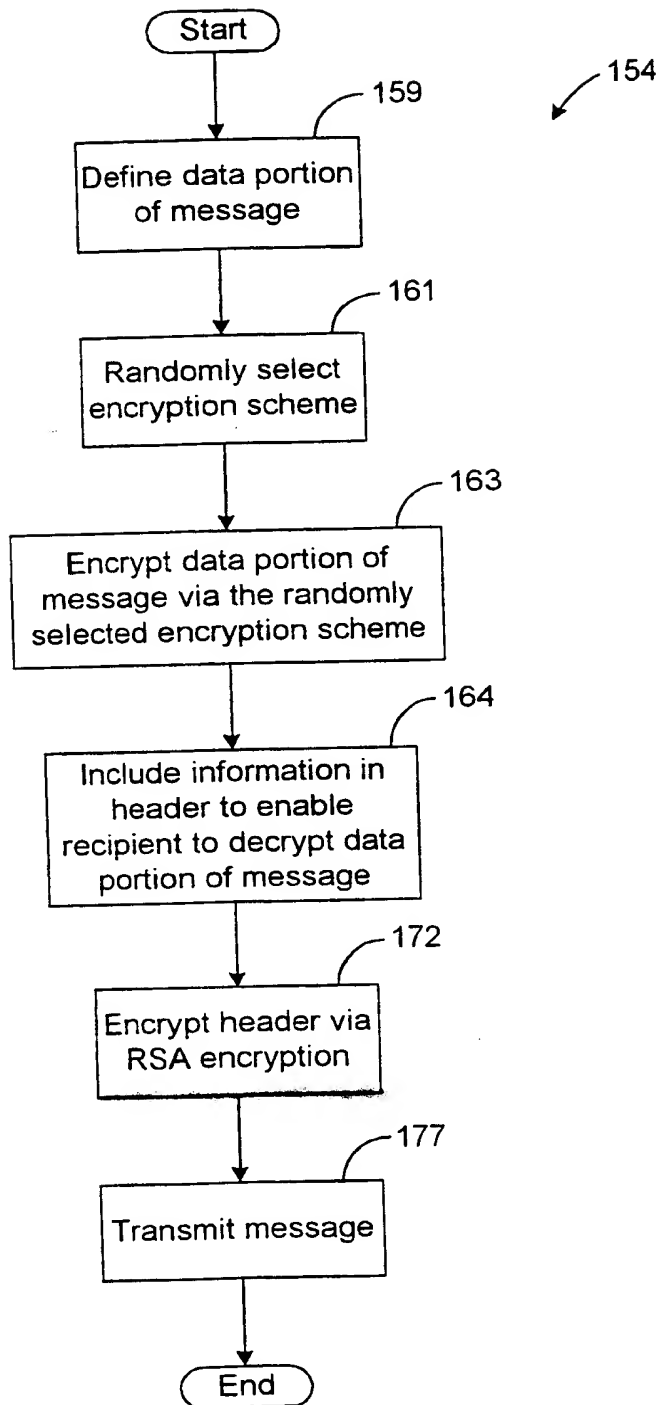 Start
154
159
Define data portion
of message
161
Randomly select
encryption scheme
163
Encrypt data portion of
message via the randomly
selected encryption scheme
164
Include information in
header to enable
recipient to decrypt data
portion of message
172
Encrypt header via
RSA encryption
177
Transmit message
End